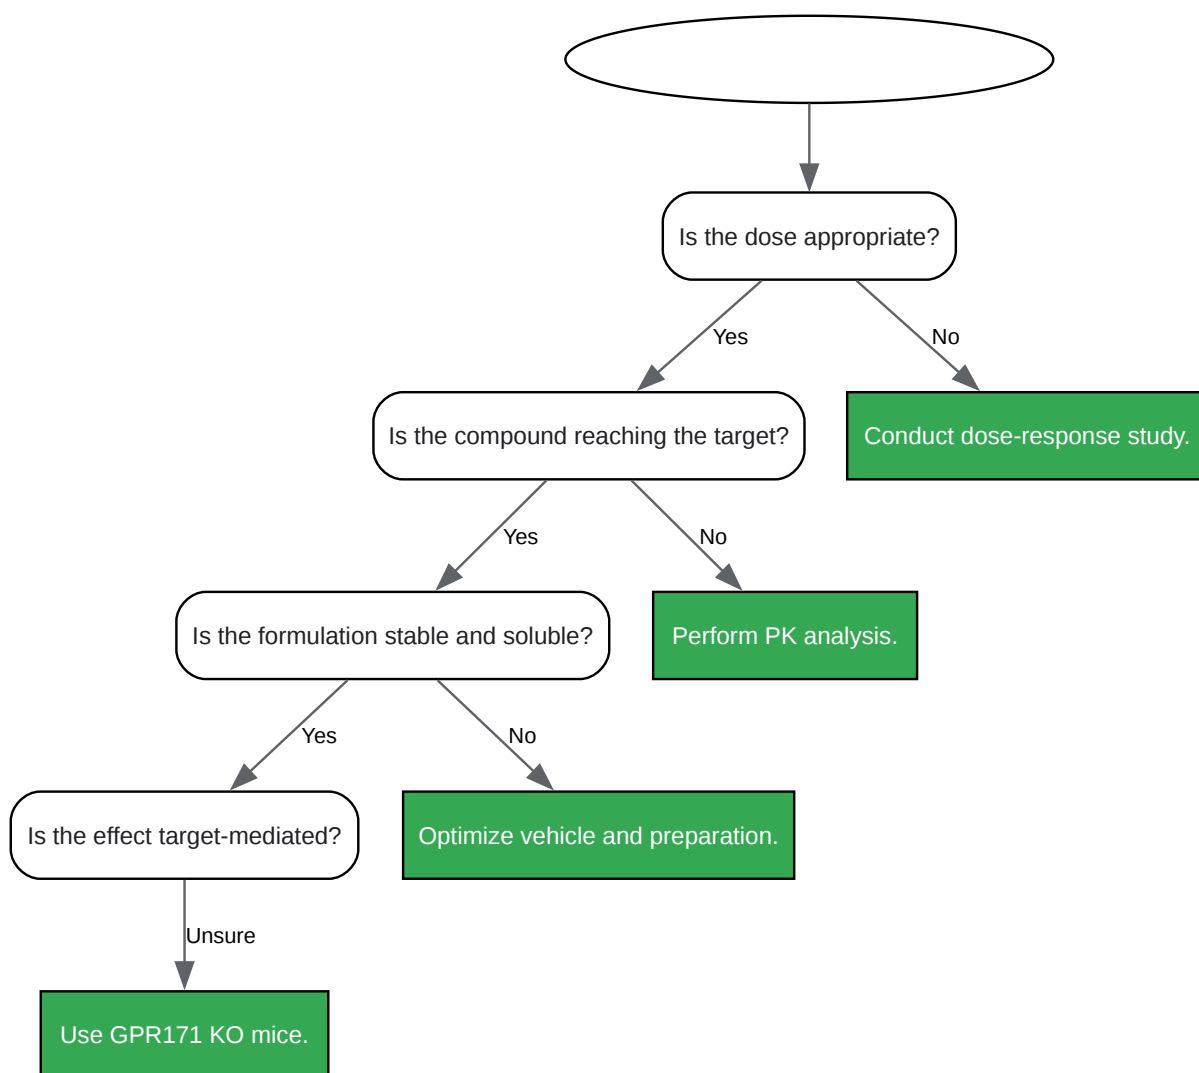 Is the dose appropriate?
Yes
No
Is the compound reaching the target?
Conduct dose-response study.
Yes
No
Is the formulation stable and soluble?
Perform PK analysis.
Yes
No
Is the effect target-mediated?
Optimize vehicle and preparation.
Unsure
Use GPR171 KO mice.